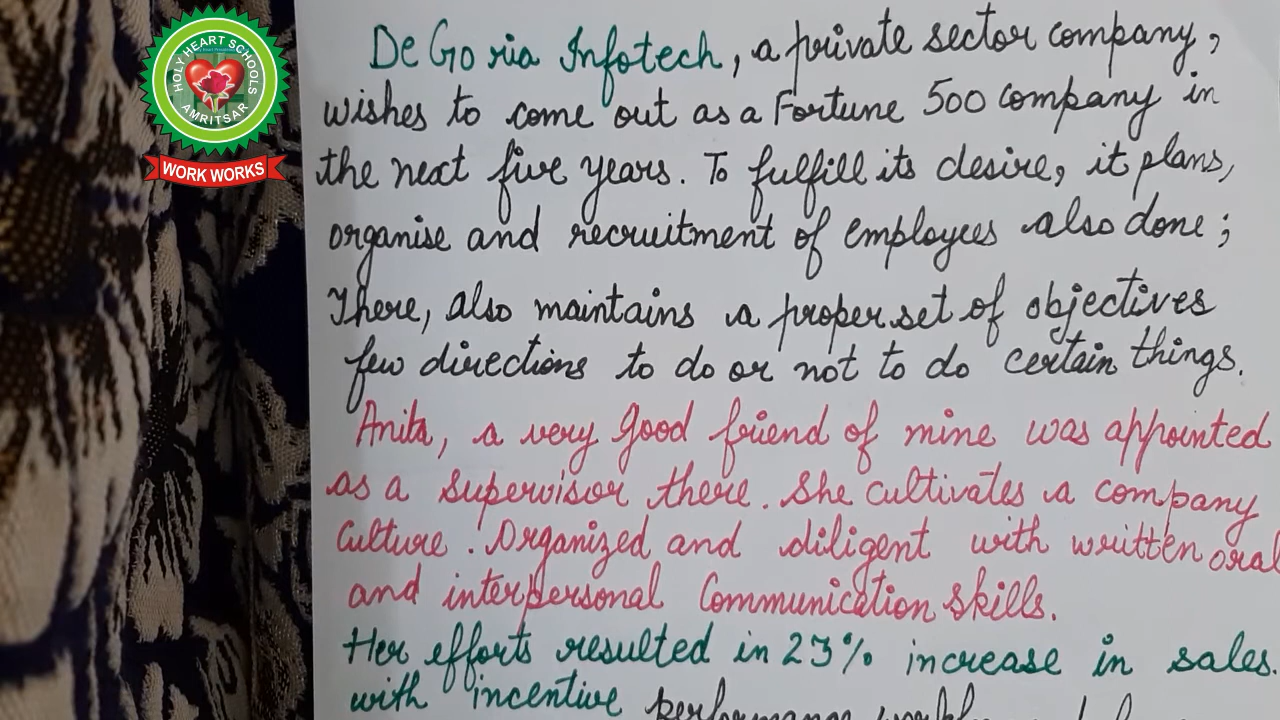 HOLY HEART SCHOOLS
AMRITSAR
WORK WORKS
DeGoria Infotech, a private sector company,
wishes to come out as a Fortune 500 company in
the next five years. To fulfill its desire, it plans,
organise and recruitment of employees also done;
There, also maintains a proper set of objectives
few directions to do or not to do certain things.
Anita, a very good friend of mine was appointed
as a supervisor there. She cultivates a company
culture. Organized and diligent with written oral
and interpersonal Communication skills.
Her efforts resulted in 23% increase in sales.
with incentive performance